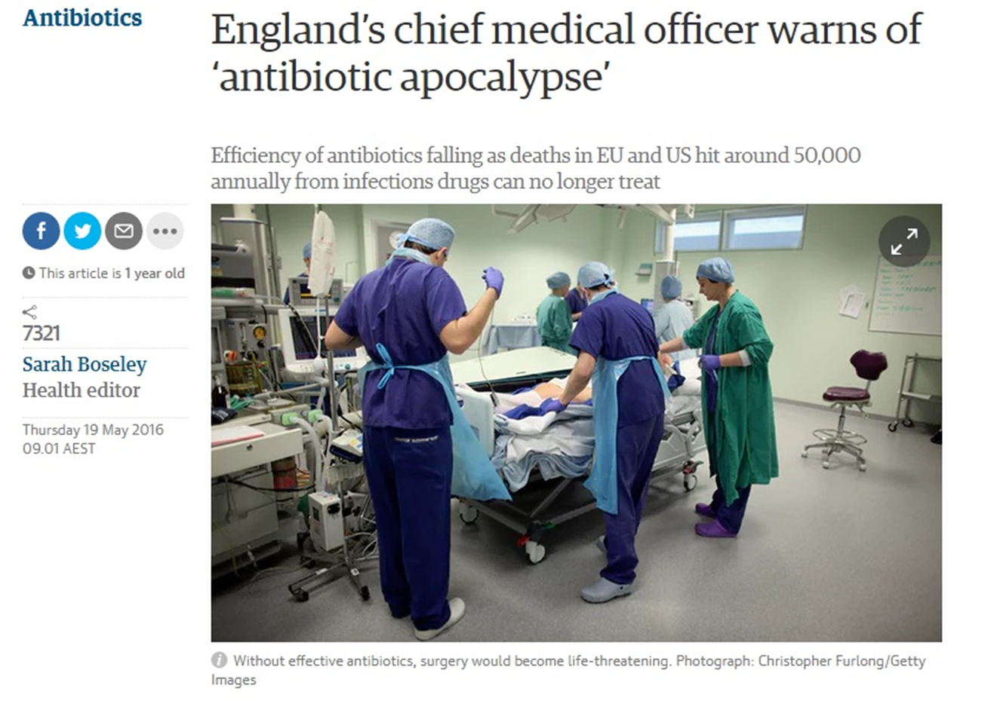 Antibiotics
England’s chief medical officer warns of
‘antibiotic apocalypse’
Efficiency of antibiotics falling as deaths in EU and US hit around 50,000
annually from infections drugs can no longer treat
This article is 1 year old
7321
Sarah Boseley
Health editor
Thursday 19 May 2016
09.01 AEST
Without effective antibiotics, surgery would become life-threatening. Photograph: Christopher Furlong/Getty
Images